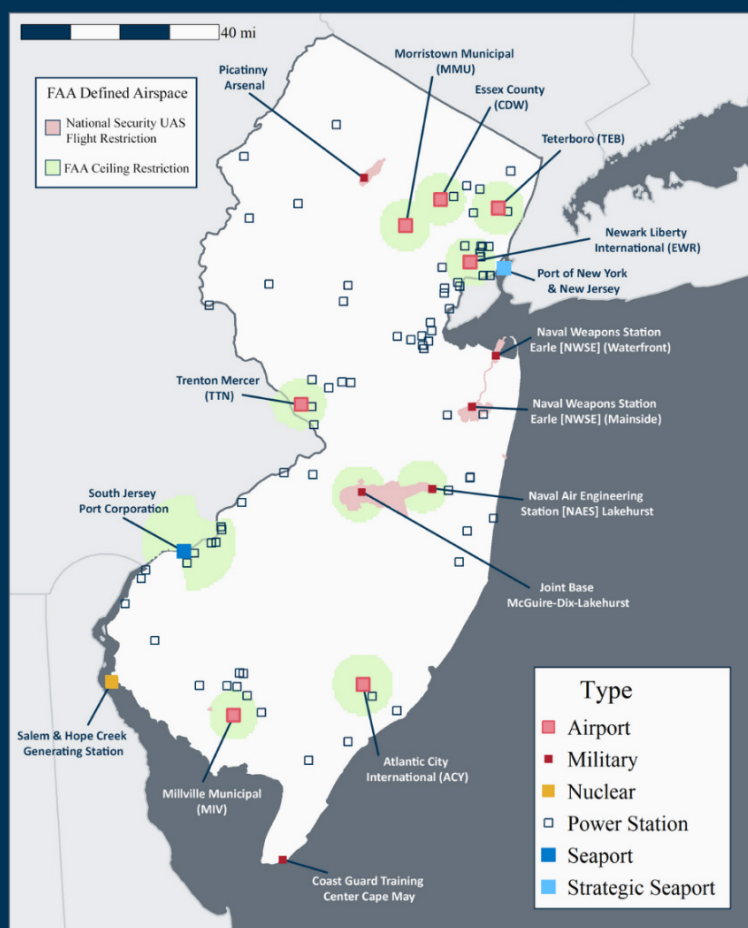 40 mi
FAA Defined Airspace
National Security UAS
Flight Restriction
FAA Ceiling Restriction
Picatinny
Arsenal
Morristown Municipal
(MMU)
Essex County
(CDW)
Teterboro (TEB)
Newark Liberty
International (EWR)
Port of New York
& New Jersey
Naval Weapons Station
Earle [NWSE] (Waterfront)
Trenton Mercer
(TTN)
Naval Weapons Station
Earle [NWSE] (Mainside)
South Jersey
Port Corporation
Naval Air Engineering
Station [NAES] Lakehurst
Joint Base
McGuire-Dix-Lakehurst
Salem & Hope Creek
Generating Station
Millville Municipal
(MIV)
Atlantic City
International (ACY)
Coast Guard Training
Center Cape May
Type
Airport
Military
Nuclear
Power Station
Seaport
Strategic Seaport